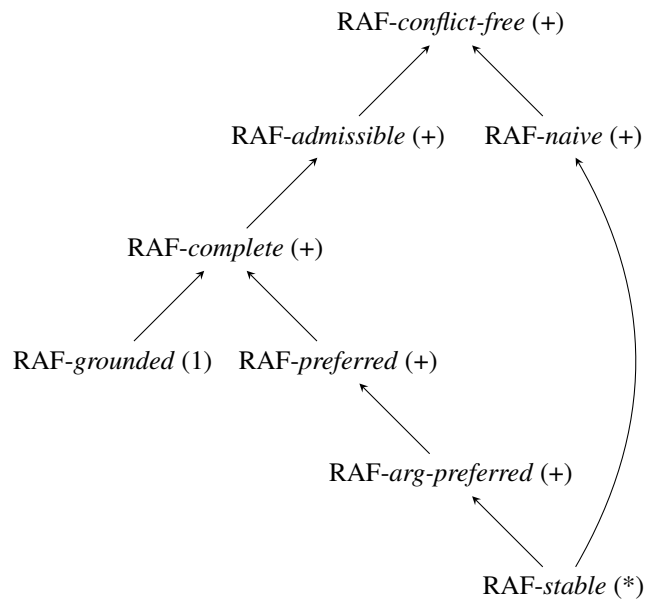 RAF-conflict-free (+)
RAF-admissible (+)
RAF-naive (+)
RAF-complete (+)
RAF-grounded (1)
RAF-preferred (+)
RAF-arg-preferred (+)
RAF-stable (*)